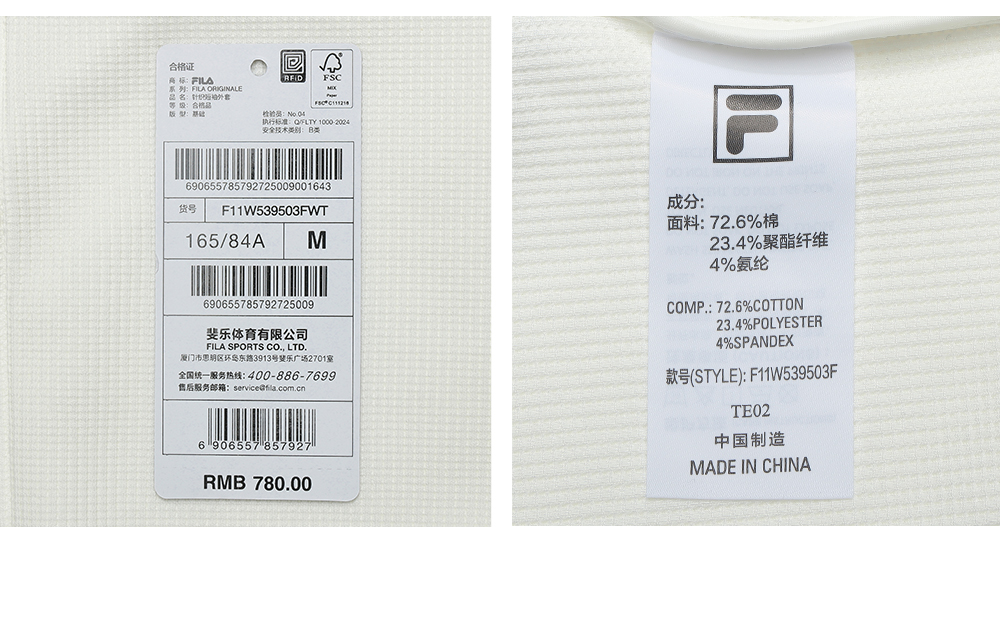 合格证
商 标: FILA
系 列: FILA ORIGINALE
品 名: 针织短袖外套
等 级: 合格品
版 型: 基础
RFID
FSC
MIX
Paper
FSC® C111218
检验员: No.04
执行标准: Q/FLTY 1000-2024
安全技术类别: B类
690655785792725009001643
货号 F11W539503FWT
165/84A M
690655785792725009
斐乐体育有限公司
FILA SPORTS CO., LTD.
厦门市思明区环岛东路3913号斐乐广场2701室
全国统一服务热线: 400-886-7699
售后服务邮箱: service@fila.com.cn
6 906557 857927
RMB 780.00
F
成分:
面料: 72.6%棉
23.4%聚酯纤维
4%氨纶
COMP.: 72.6%COTTON
23.4%POLYESTER
4%SPANDEX
款号(STYLE): F11W539503F
TE02
中国制造
MADE IN CHINA